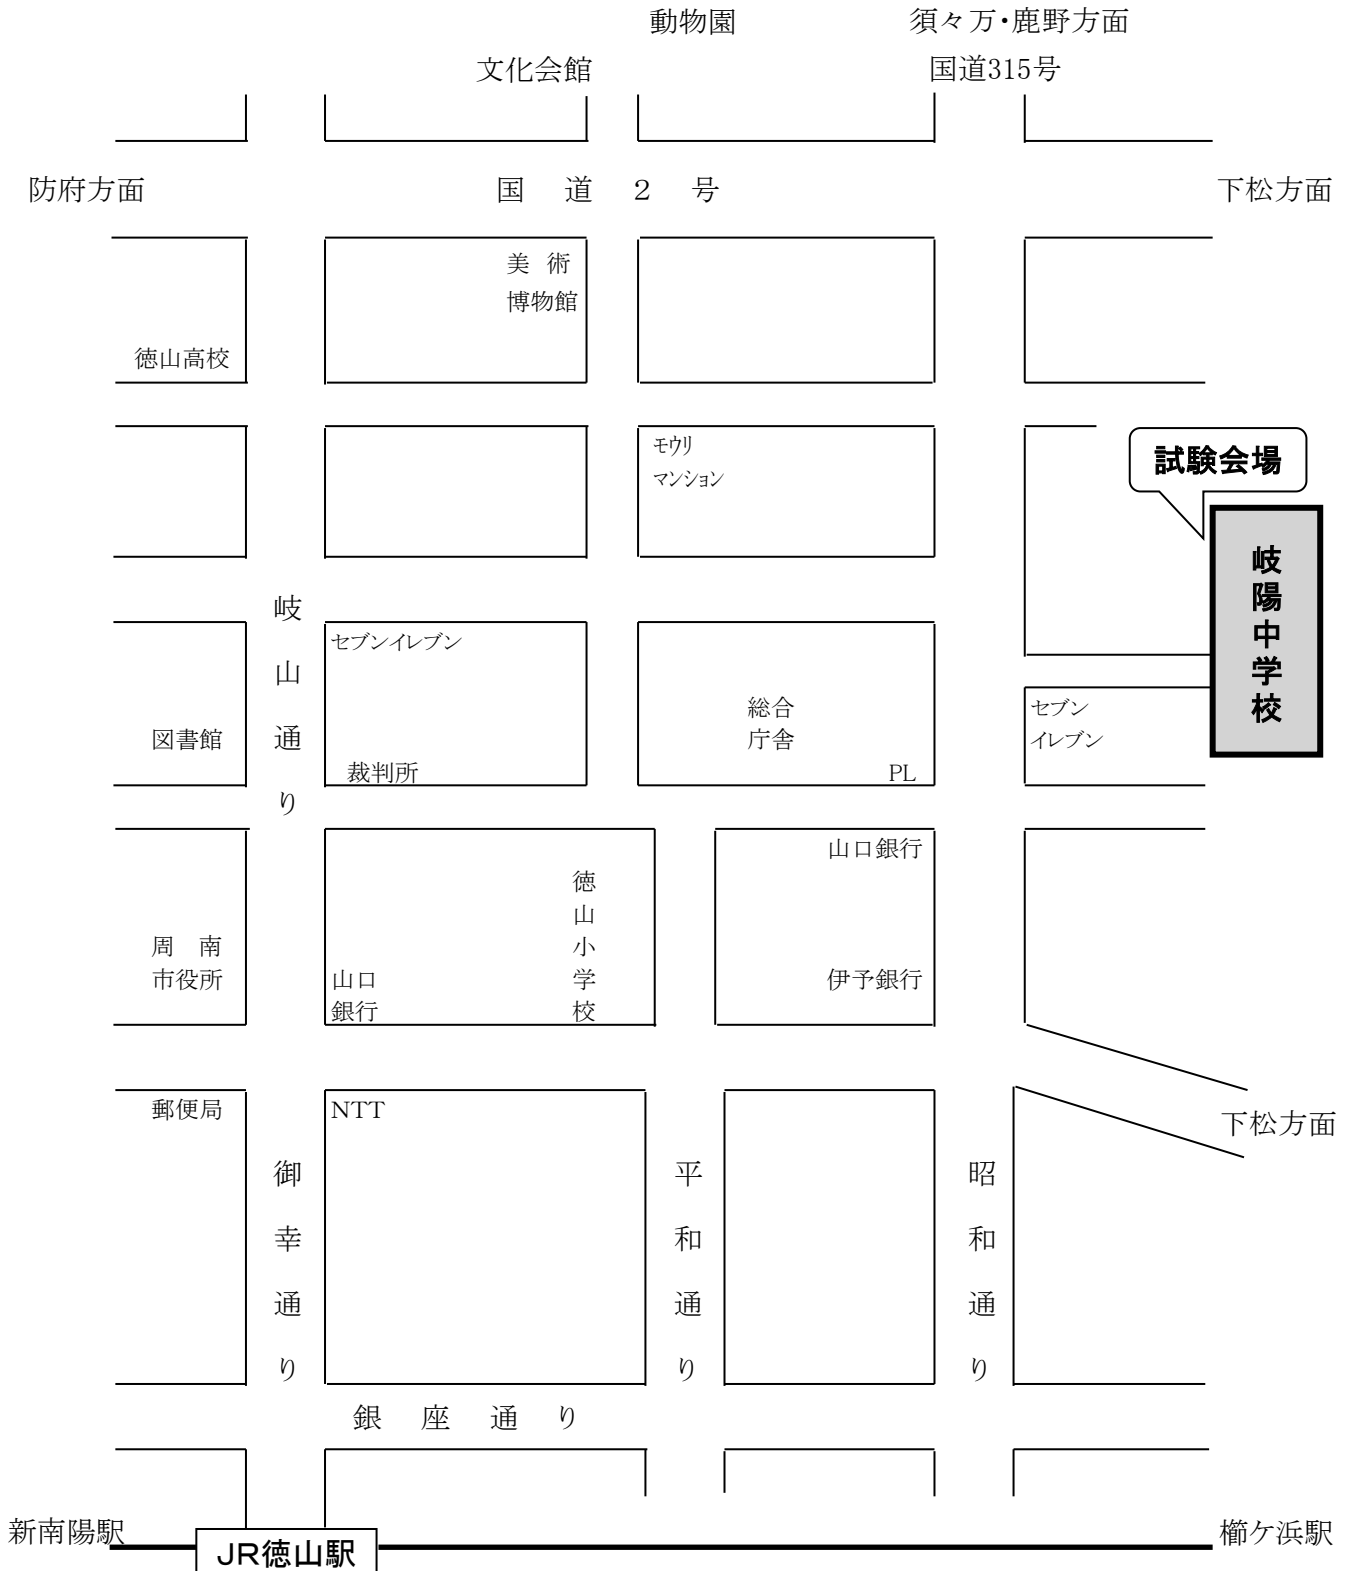 動物園
須々万・鹿野方面
文化会館
国道315号
防府方面
国道２号
下松方面
美術
博物館
徳山高校
モウリ
マンション
試験会場
岐陽中学校
岐山通り
セブンイレブン
図書館
裁判所
総合
庁舎
PL
セブン
イレブン
山口銀行
徳山小学校
周南
市役所
山口
銀行
伊予銀行
郵便局
NTT
下松方面
御幸通り
平和通り
昭和通り
銀座通り
新南陽駅
JR徳山駅
櫛ケ浜駅